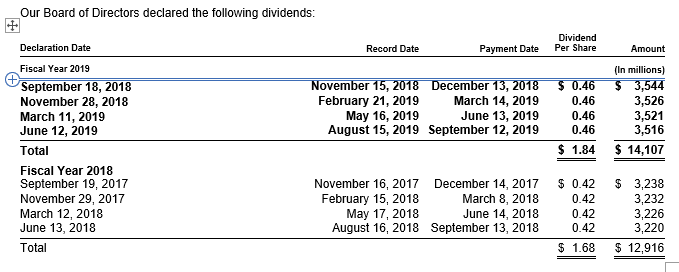 Our Board of Directors declared the following dividends:
Declaration Date Record Date Payment Date Dividend Per Share Amount
Fiscal Year 2019 (In millions)
September 18, 2018 November 15, 2018 December 13, 2018 $ 0.46 $ 3,544
November 28, 2018 February 21, 2019 March 14, 2019 0.46 3,526
March 11, 2019 May 16, 2019 June 13, 2019 0.46 3,521
June 12, 2019 August 15, 2019 September 12, 2019 0.46 3,516
Total $ 1.84 $ 14,107
Fiscal Year 2018
September 19, 2017 November 16, 2017 December 14, 2017 $ 0.42 $ 3,238
November 29, 2017 February 15, 2018 March 8, 2018 0.42 3,232
March 12, 2018 May 17, 2018 June 14, 2018 0.42 3,226
June 13, 2018 August 16, 2018 September 13, 2018 0.42 3,220
Total $ 1.68 $ 12,916